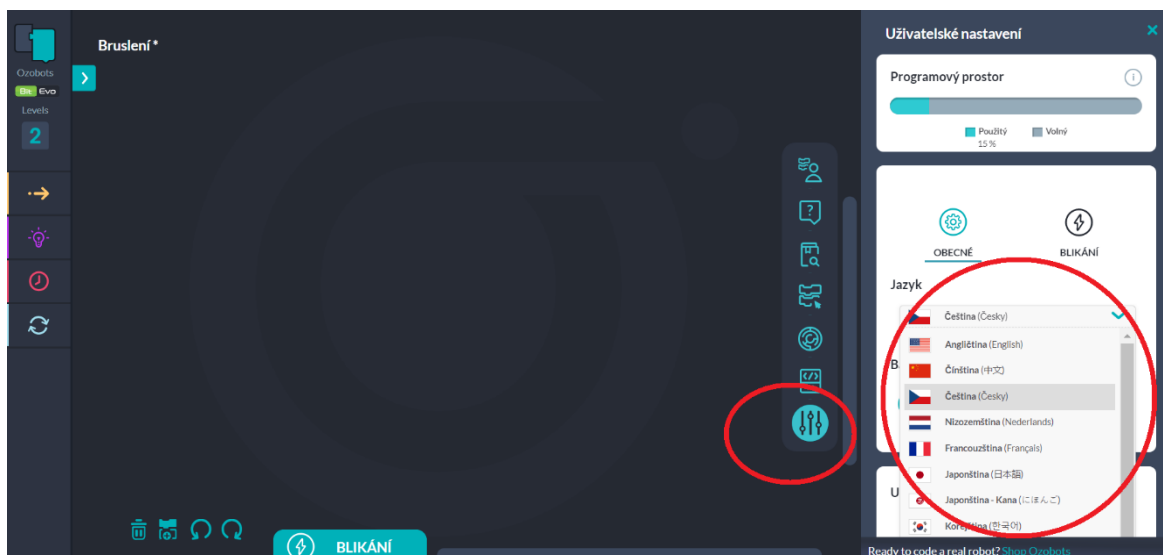 Bruslení *
Ozobots
Bit Evo
Levels
2
BLIKÁNÍ
Uživatelské nastavení
Programový prostor
Použitý
15 %
Volný
OBECNÉ
BLIKÁNÍ
Jazyk
Čeština (Česky)
Angličtina (English)
Čínština (中文)
Čeština (Česky)
Nizozemština (Nederlands)
Francouzština (Français)
Japonština (日本語)
Japonština - Kana (にほんご)
Korejština (한국어)
Ready to code a real robot? Shop Ozobots